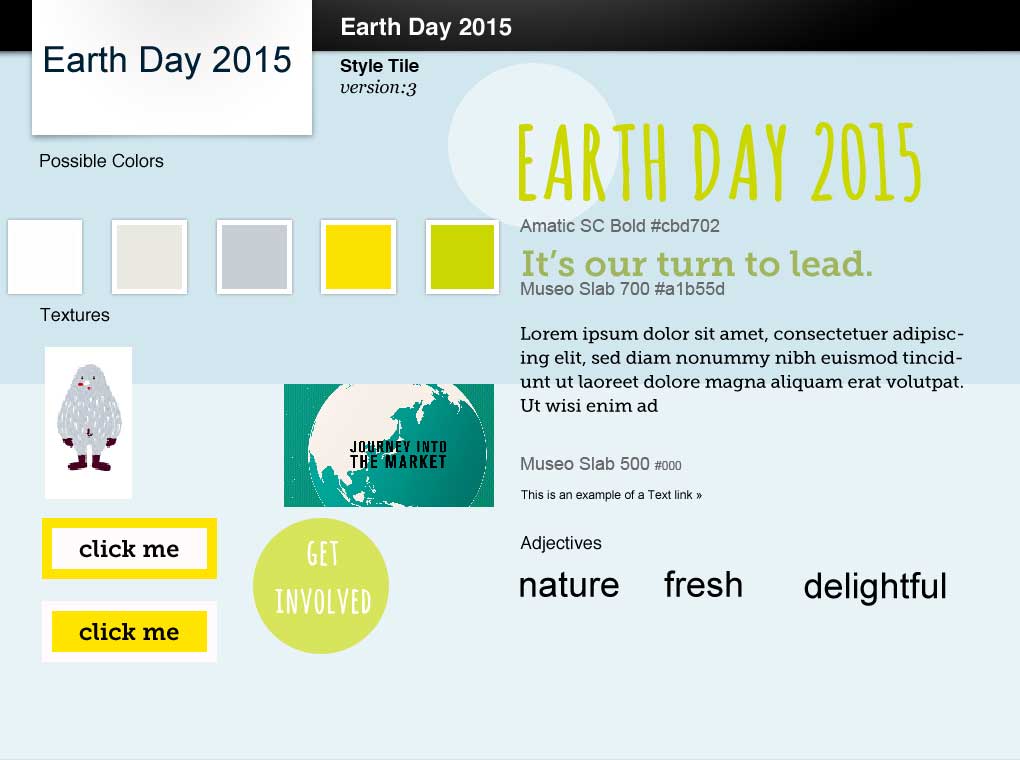 Earth Day 2015
Earth Day 2015
Style Tile
version:3
Possible Colors
EARTH DAY 2015
Amatic SC Bold #cbd702
It's our turn to lead.
Museo Slab 700 #a1b55d
Textures
Lorem ipsum dolor sit amet, consectetuer adipisc-
ing elit, sed diam nonummy nibh euismod tincid-
unt ut laoreet dolore magna aliquam erat volutpat.
Ut wisi enim ad
JOURNEY INTO
THE MARKET
Museo Slab 500 #000
This is an example of a Text link »
click me
click me
GET
INVOLVED
Adjectives
nature fresh delightful